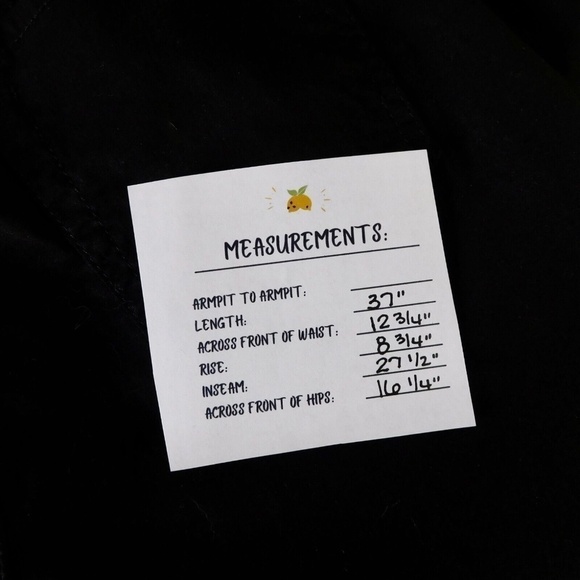 MEASUREMENTS:
ARMPIT TO ARMPIT:
LENGTH: 37"
ACROSS FRONT OF WAIST: 12 3/4"
RISE: 8 3/4"
INSEAM: 27 1/2"
ACROSS FRONT OF HIPS: 16 1/4"